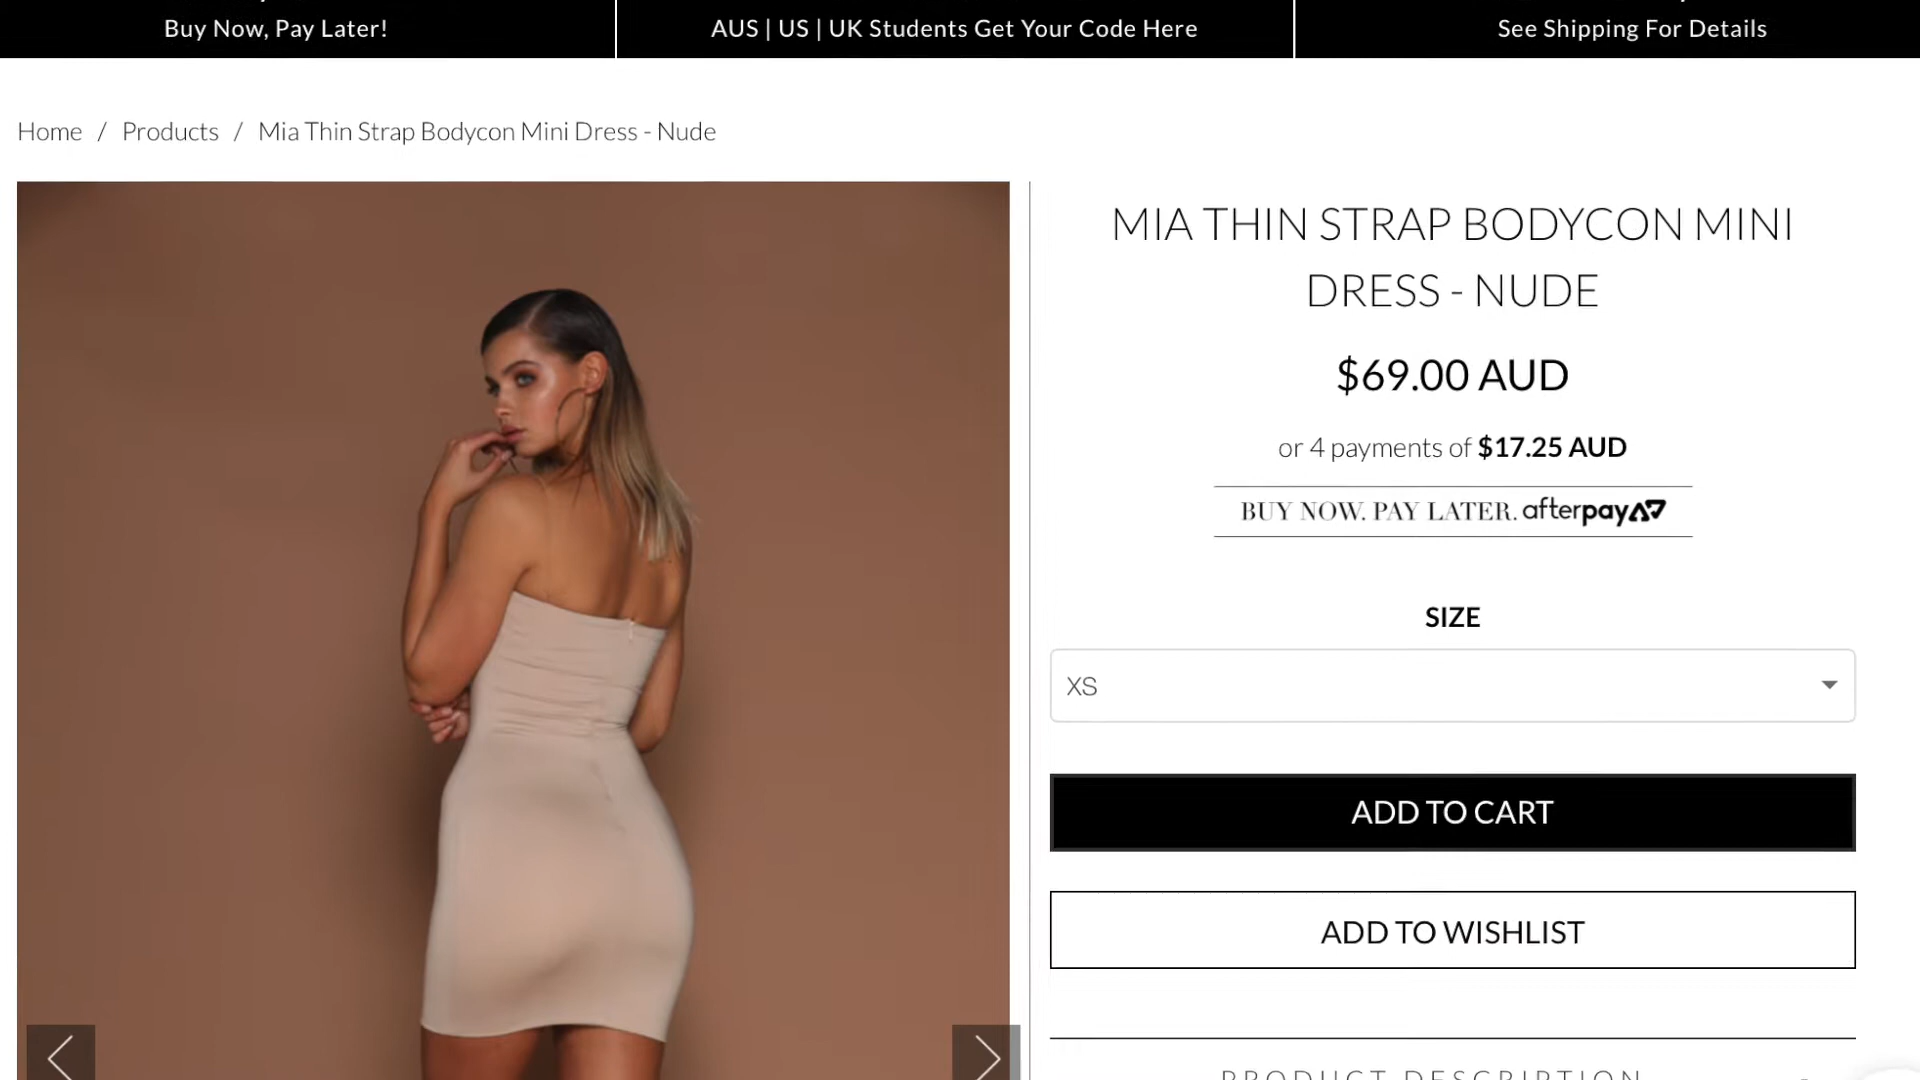 Buy Now, Pay Later!
AUS | US | UK Students Get Your Code Here
See Shipping For Details
Home / Products / Mia Thin Strap Bodycon Mini Dress - Nude
MIA THIN STRAP BODYCON MINI
DRESS - NUDE
$69.00 AUD
or 4 payments of $17.25 AUD
BUY NOW. PAY LATER. afterpay
SIZE
XS
ADD TO CART
ADD TO WISHLIST
PRODUCT DESCRIPTION